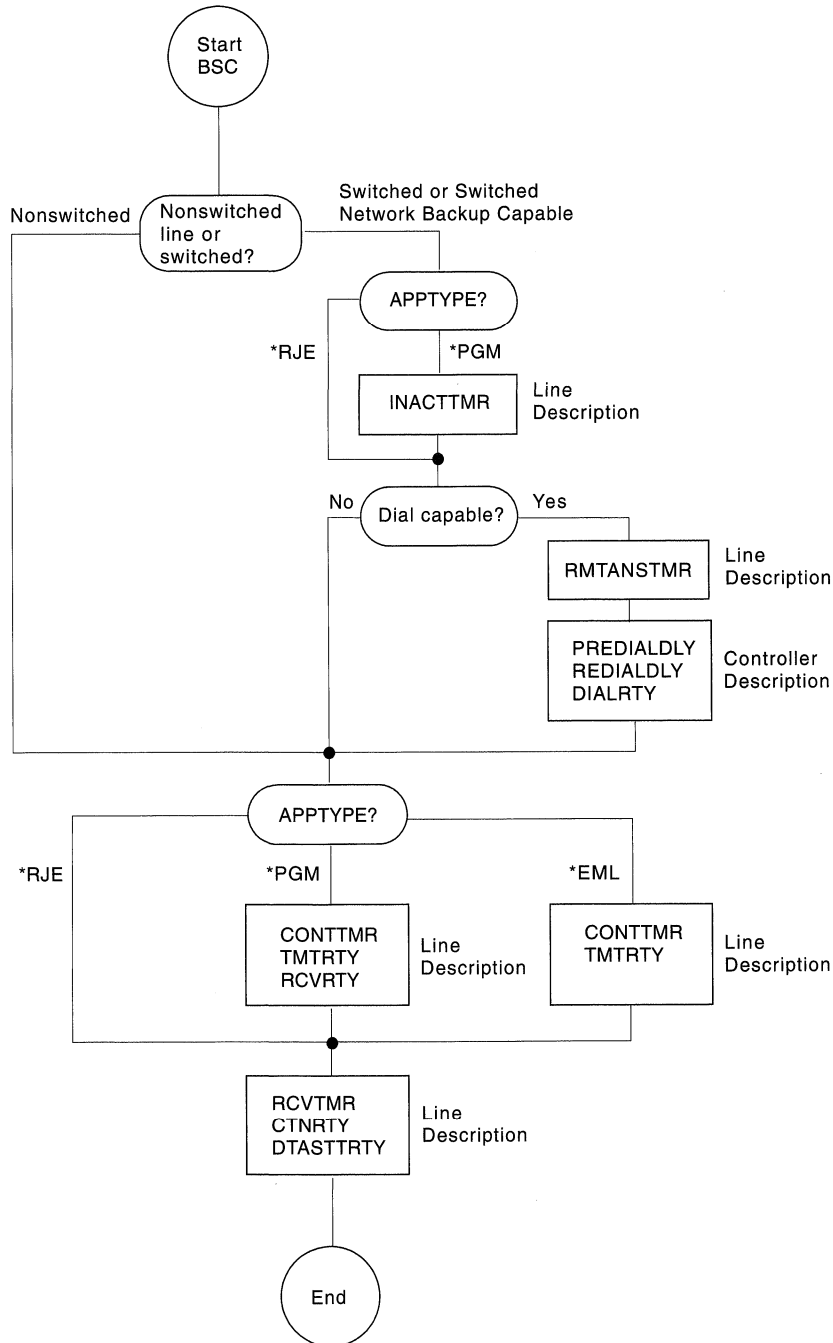 Start
BSC
Nonswitched
Nonswitched
line or
switched?
Switched or Switched
Network Backup Capable
APPTYPE?
*RJE
*PGM
INACTTMR
Line
Description
No
Dial capable?
Yes
RMTANSTMR
Line
Description
PREDIALDLY
REDIALDLY
DIALRTY
Controller
Description
APPTYPE?
*RJE
*PGM
*EML
CONTTMR
TMTRTY
RCVRTY
Line
Description
CONTTMR
TMTRTY
Line
Description
RCVTMR
CTNRTY
DTASTTRTY
Line
Description
End